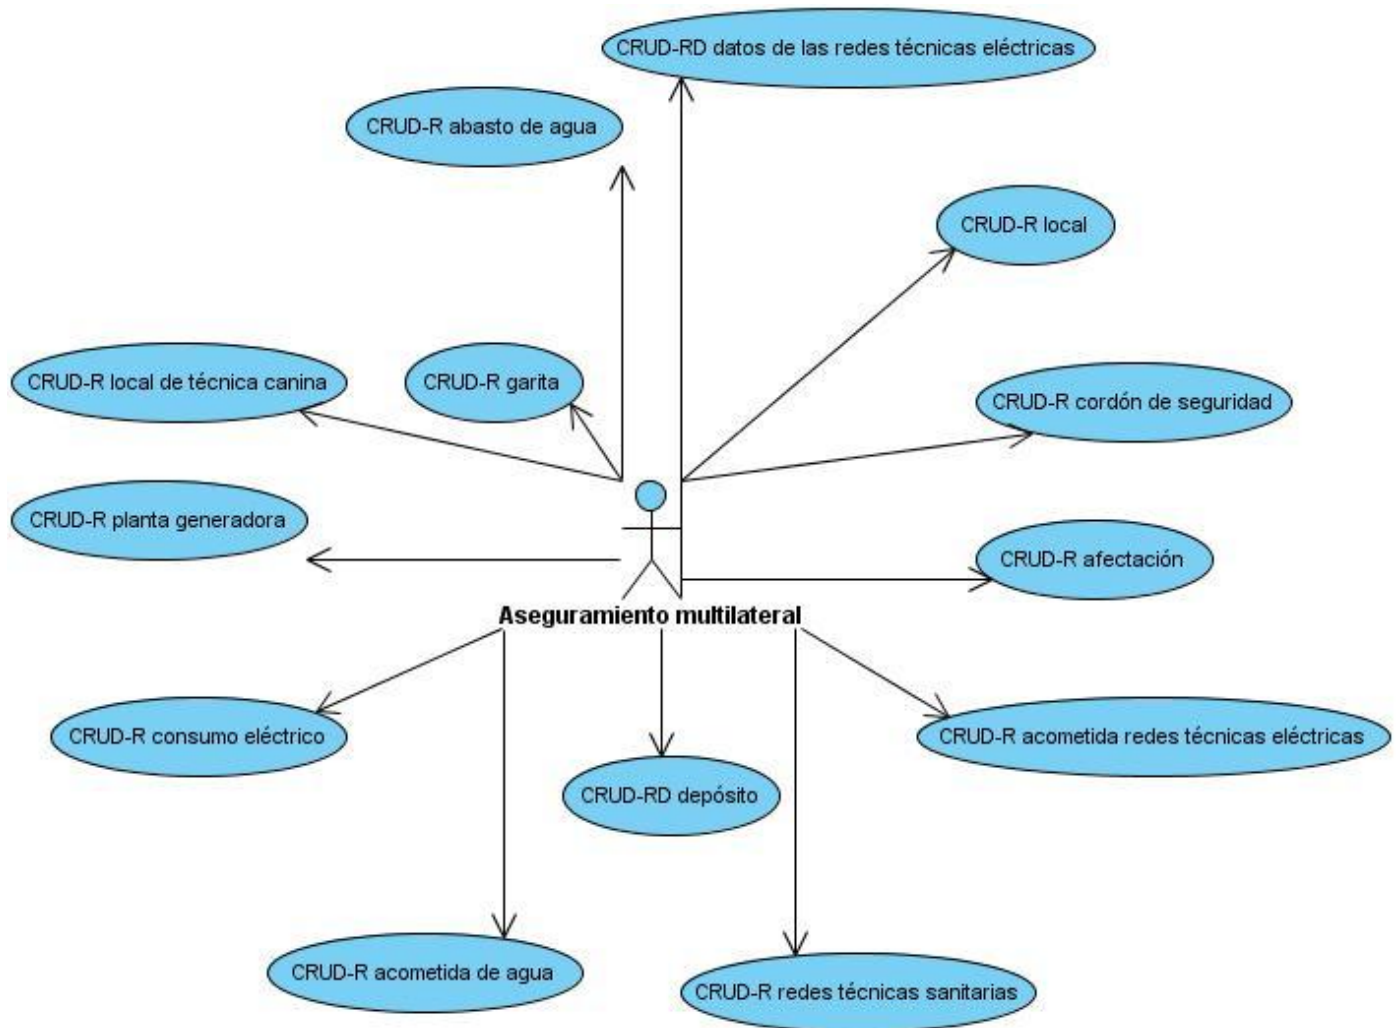 CRUD-RD datos de las redes técnicas eléctricas
CRUD-R abasto de agua
CRUD-R local
CRUD-R local de técnica canina
CRUD-R garita
CRUD-R cordón de seguridad
CRUD-R planta generadora
CRUD-R afectación
Aseguramiento multilateral
CRUD-R consumo eléctrico
CRUD-R acometida redes técnicas eléctricas
CRUD-RD depósito
CRUD-R acometida de agua
CRUD-R redes técnicas sanitarias